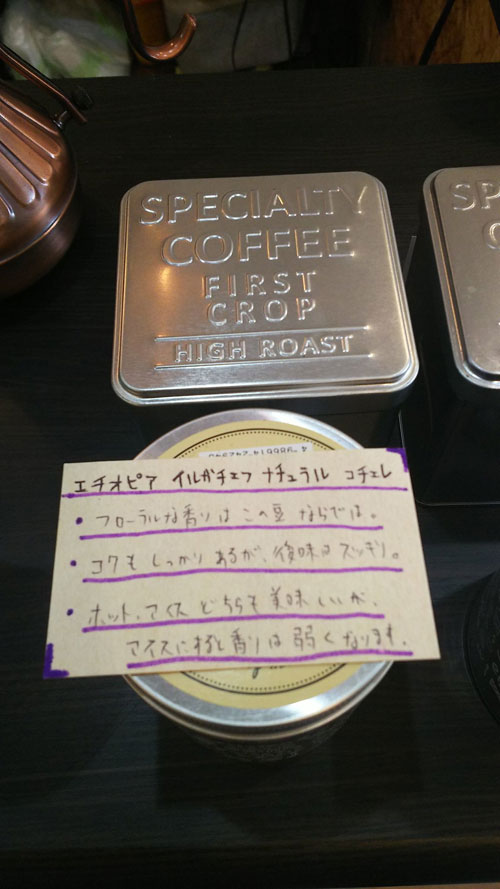 SPECIALTY
COFFEE
FIRST
CROP
HIGH ROAST
SP
エチオピア イルガチェフ ナチュラル コチェレ
・フローラルな香りは この豆 ならでは。
・コクも しっかり あるが、後味は スッキリ。
・ホット、アイス どちらも 美味しいが、
アイスにすると香りは 弱く なります。